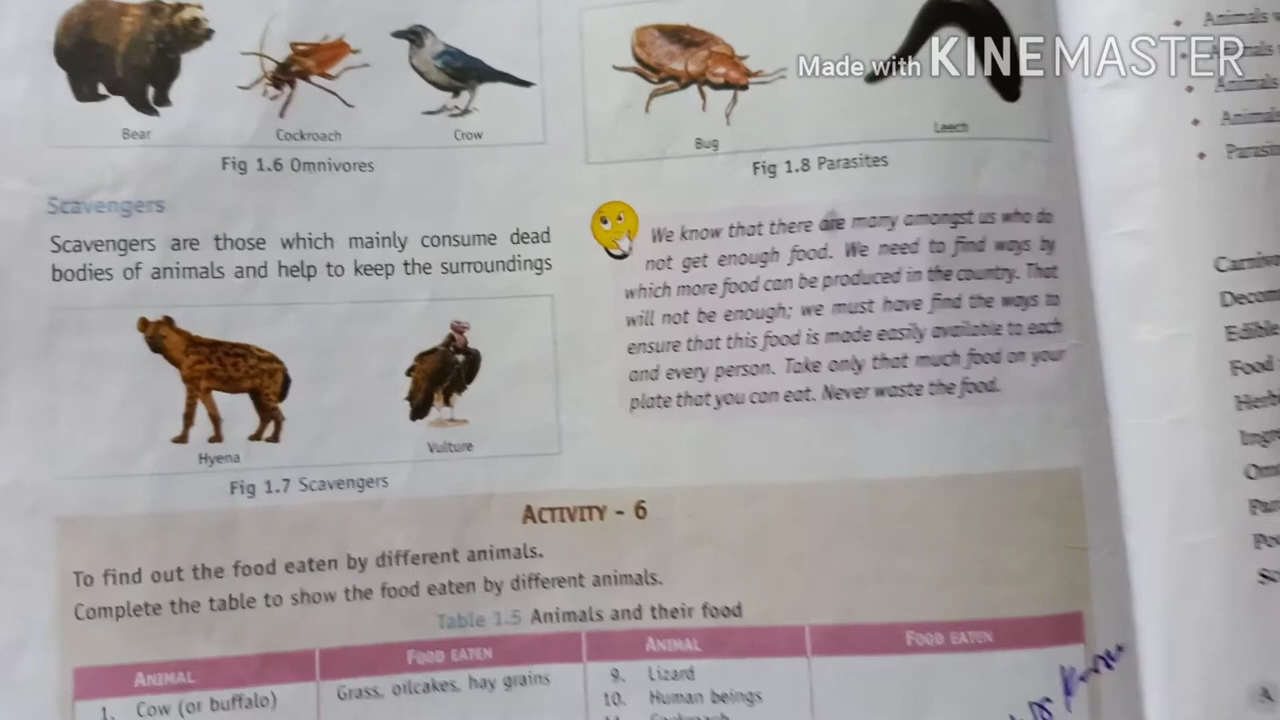 Made with KINEMASTER
Bear
Cockroach
Crow
Fig 1.6 Omnivores
Scavengers
Scavengers are those which mainly consume dead
bodies of animals and help to keep the surroundings
Hyena
Vulture
Fig 1.7 Scavengers
Bug
Leech
Fig 1.8 Parasites
We know that there are many amongst us who do
not get enough food. We need to find ways by
which more food can be produced in the country. That
will not be enough; we must have find the ways to
ensure that this food is made easily available to each
and every person. Take only that much food on your
plate that you can eat. Never waste the food.
ACTIVITY - 6
To find out the food eaten by different animals.
Complete the table to show the food eaten by different animals.
Table 1.5 Animals and their food
ANIMAL FOOD EATEN ANIMAL FOOD EATEN
1. Cow (or buffalo) Grass, oilcakes, hay grains 9. Lizard
10. Human beings
Animals
Animals
Animals
Animals
Edible
Food